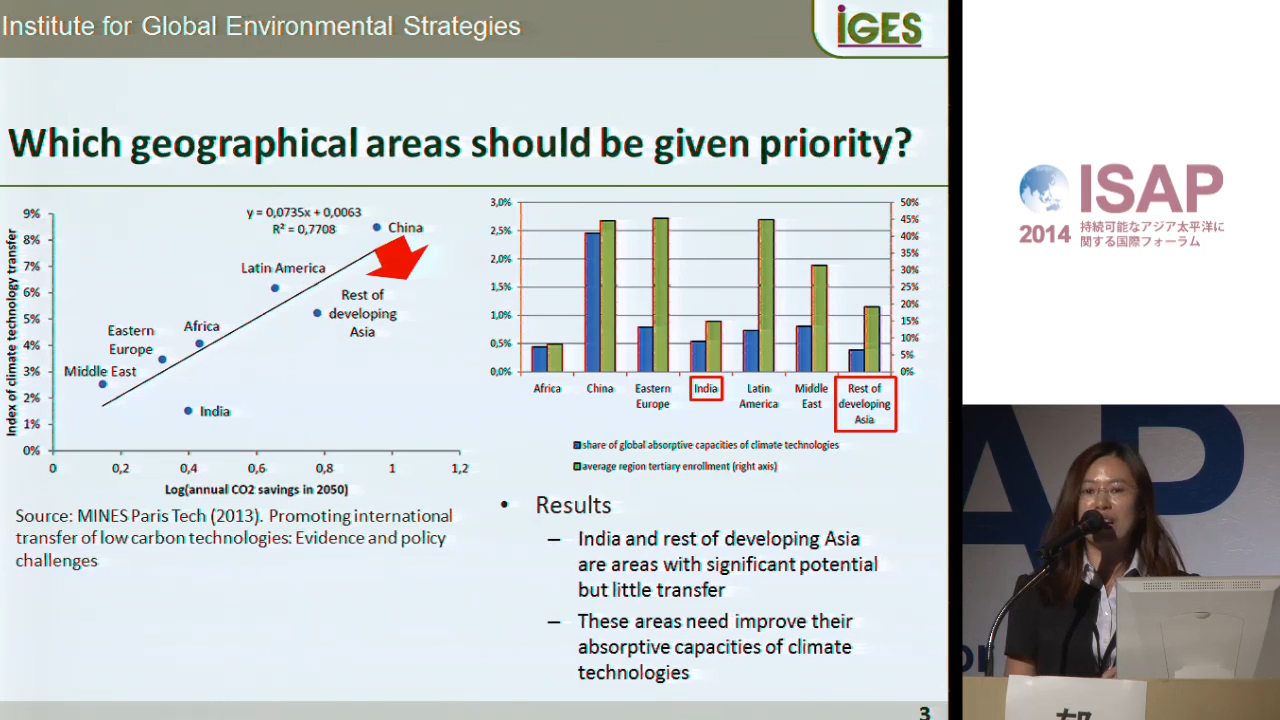 Institute for Global Environmental Strategies
IGES
Which geographical areas should be given priority?
9%
8%
7%
6%
5%
4%
3%
2%
1%
0%
Index of climate technology transfer
y = 0,0735x + 0,0063
R² = 0,7708
China
Latin America
Rest of
developing
Asia
Eastern
Europe
Africa
Middle East
India
0
0,2
0,4
0,6
0,8
1
1,2
Log(annual CO2 savings in 2050)
3,0%
2,5%
2,0%
1,5%
1,0%
0,5%
0,0%
50%
45%
40%
35%
30%
25%
20%
15%
10%
5%
0%
Africa
China
Eastern
Europe
India
Latin
America
Middle
East
Rest of
developing
Asia
share of global absorptive capacities of climate technologies
average region tertiary enrollment (right axis)
Source: MINES Paris Tech (2013). Promoting international
transfer of low carbon technologies: Evidence and policy
challenges
• Results
– India and rest of developing Asia
are areas with significant potential
but little transfer
– These areas need improve their
absorptive capacities of climate
technologies
3
ISAP
2014
持続可能なアジア太平洋に
関する国際フォーラム
AP